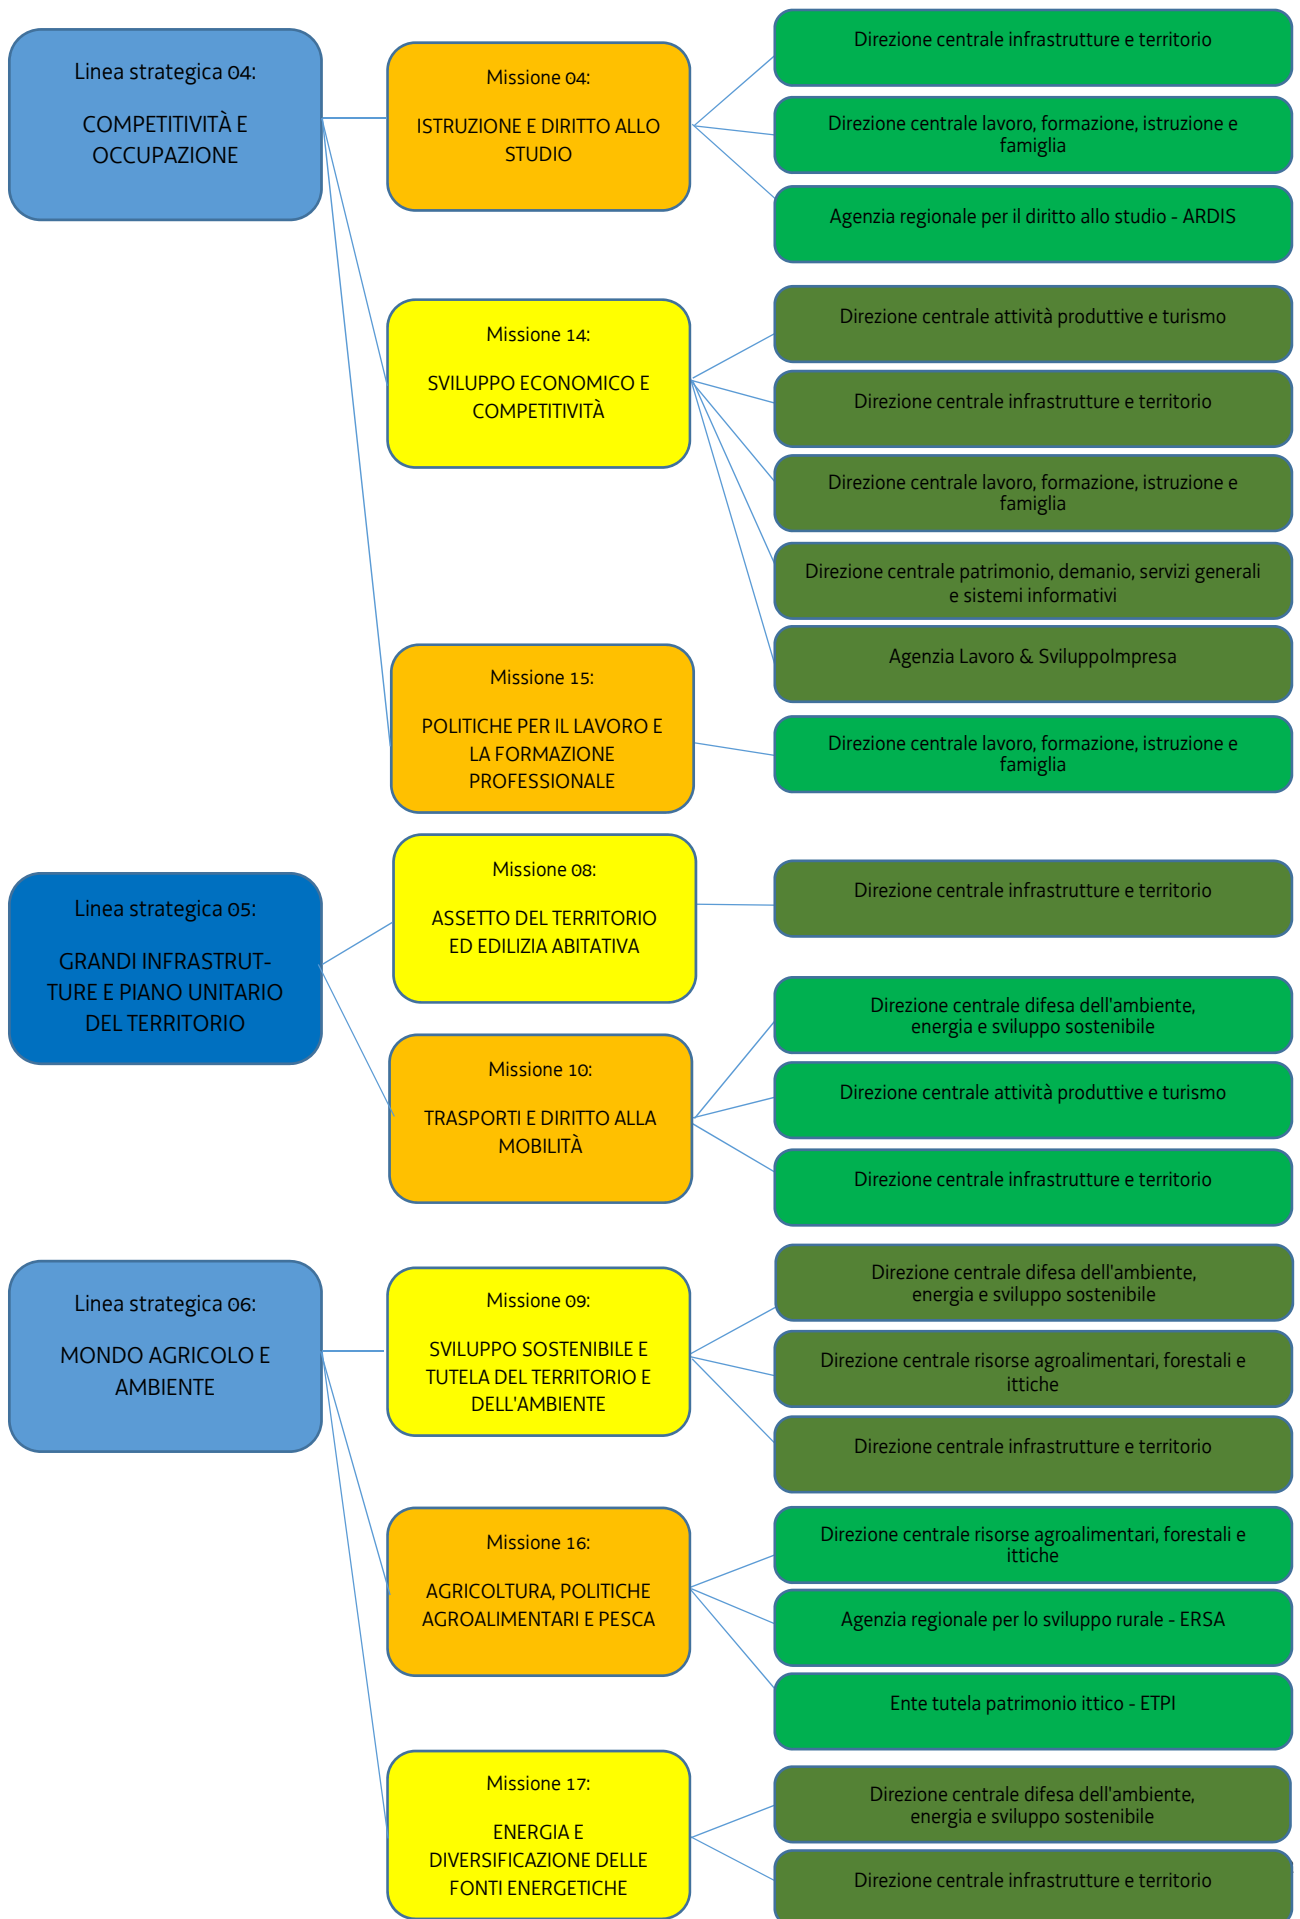 Linea strategica 04:
COMPETITIVITÀ E
OCCUPAZIONE
Missione 04:
ISTRUZIONE E DIRITTO ALLO
STUDIO
Direzione centrale infrastrutture e territorio
Direzione centrale lavoro, formazione, istruzione e
famiglia
Agenzia regionale per il diritto allo studio - ARDIS
Missione 14:
SVILUPPO ECONOMICO E
COMPETITIVITÀ
Direzione centrale attività produttive e turismo
Direzione centrale infrastrutture e territorio
Direzione centrale lavoro, formazione, istruzione e
famiglia
Direzione centrale patrimonio, demanio, servizi generali
e sistemi informativi
Agenzia Lavoro & SviluppoImpresa
Missione 15:
POLITICHE PER IL LAVORO E
LA FORMAZIONE
PROFESSIONALE
Direzione centrale lavoro, formazione, istruzione e
famiglia
Linea strategica 05:
GRANDI INFRASTRUT-
TURE E PIANO UNITARIO
DEL TERRITORIO
Missione 08:
ASSETTO DEL TERRITORIO
ED EDILIZIA ABITATIVA
Direzione centrale infrastrutture e territorio
Missione 10:
TRASPORTI E DIRITTO ALLA
MOBILITÀ
Direzione centrale difesa dell'ambiente,
energia e sviluppo sostenibile
Direzione centrale attività produttive e turismo
Direzione centrale infrastrutture e territorio
Linea strategica 06:
MONDO AGRICOLO E
AMBIENTE
Missione 09:
SVILUPPO SOSTENIBILE E
TUTELA DEL TERRITORIO E
DELL'AMBIENTE
Direzione centrale difesa dell'ambiente,
energia e sviluppo sostenibile
Direzione centrale risorse agroalimentari, forestali e
ittiche
Direzione centrale infrastrutture e territorio
Missione 16:
AGRICOLTURA, POLITICHE
AGROALIMENTARI E PESCA
Direzione centrale risorse agroalimentari, forestali e
ittiche
Agenzia regionale per lo sviluppo rurale - ERSA
Ente tutela patrimonio ittico - ETPI
Missione 17:
ENERGIA E
DIVERSIFICAZIONE DELLE
FONTI ENERGETICHE
Direzione centrale difesa dell'ambiente,
energia e sviluppo sostenibile
Direzione centrale infrastrutture e territorio